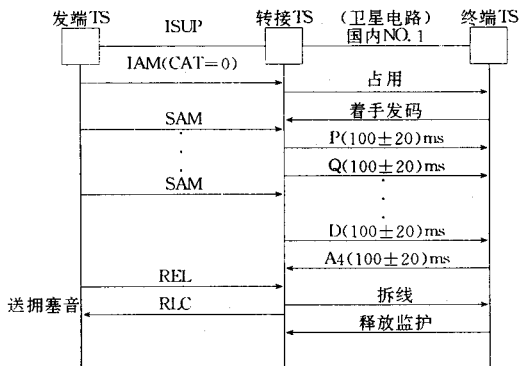 发端TS ISUP 转接TS (卫星电路) 终端TS
国内NO.1
IAM(CAT=0)
占用
着手发码
SAM
P(100±20)ms
Q(100±20)ms
SAM
D(100±20)ms
A4(100±20)ms
REL
拆线
送拥塞音 RLC
释放监护